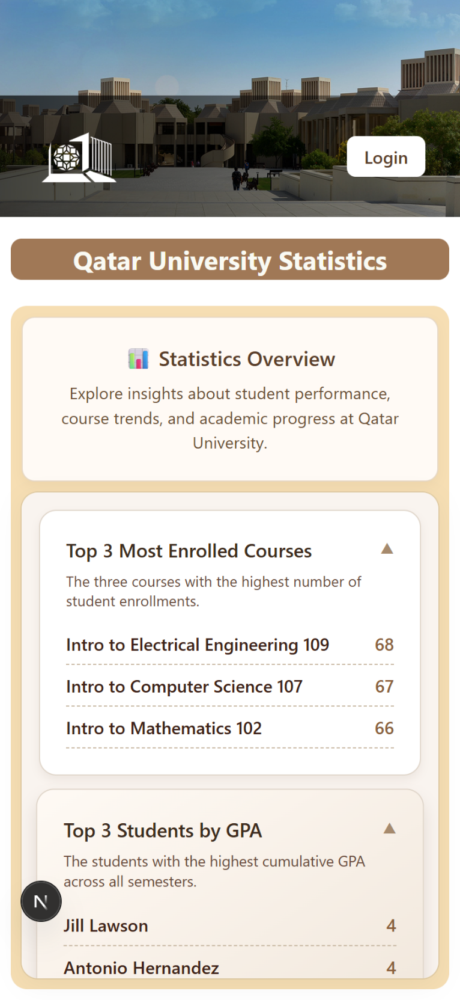 Login
Qatar University Statistics
Statistics Overview
Explore insights about student performance,
course trends, and academic progress at Qatar
University.
Top 3 Most Enrolled Courses
The three courses with the highest number of
student enrollments.
Intro to Electrical Engineering 109 68
Intro to Computer Science 107 67
Intro to Mathematics 102 66
Top 3 Students by GPA
The students with the highest cumulative GPA
across all semesters.
N
Jill Lawson 4
Antonio Hernandez 4